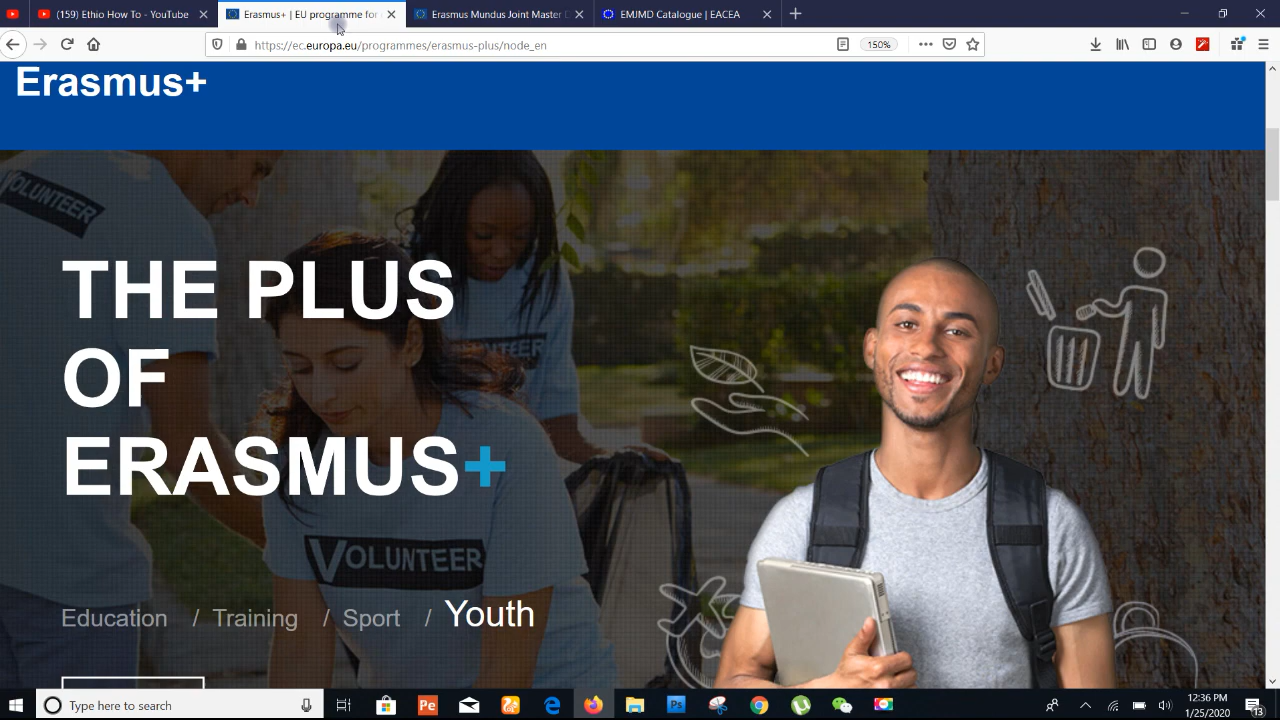 (159) Ethio How To - YouTube
Erasmus+ | EU programme for
Erasmus Mundus Joint Master D
EMJMD Catalogue | EACEA
https://ec.europa.eu/programmes/erasmus-plus/node_en
150%
Erasmus+
VOLUNTEER
THE PLUS
OF
ERASMUS+
VOLUNTEER
Education / Training / Sport / Youth
Type here to search
Pe
Ps
12:36 PM
1/25/2020
13